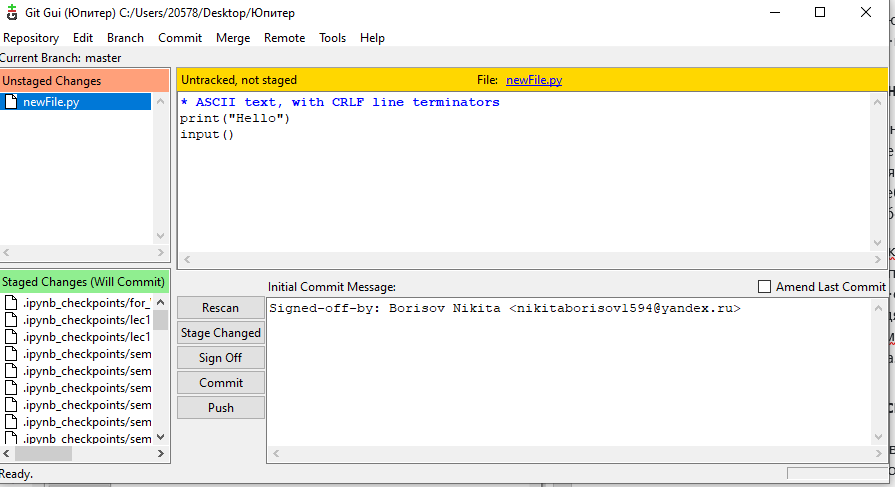 Git Gui (Юпитер) C:/Users/20578/Desktop/Юпитер
Repository Edit Branch Commit Merge Remote Tools Help
Current Branch: master
Unstaged Changes
newFile.py
Untracked, not staged File: newFile.py
* ASCII text, with CRLF line terminators
print("Hello")
input()
Staged Changes (Will Commit)
.ipynb_checkpoints/for_
.ipynb_checkpoints/lec1
.ipynb_checkpoints/lec1
.ipynb_checkpoints/sem
.ipynb_checkpoints/sem
.ipynb_checkpoints/sem
.ipynb_checkpoints/sem
.ipynb_checkpoints/sem
.ipynb_checkpoints/sem
Rescan
Stage Changed
Sign Off
Commit
Push
Initial Commit Message:
Amend Last Commit
Signed-off-by: Borisov Nikita <nikitaborisov1594@yandex.ru>
Ready.